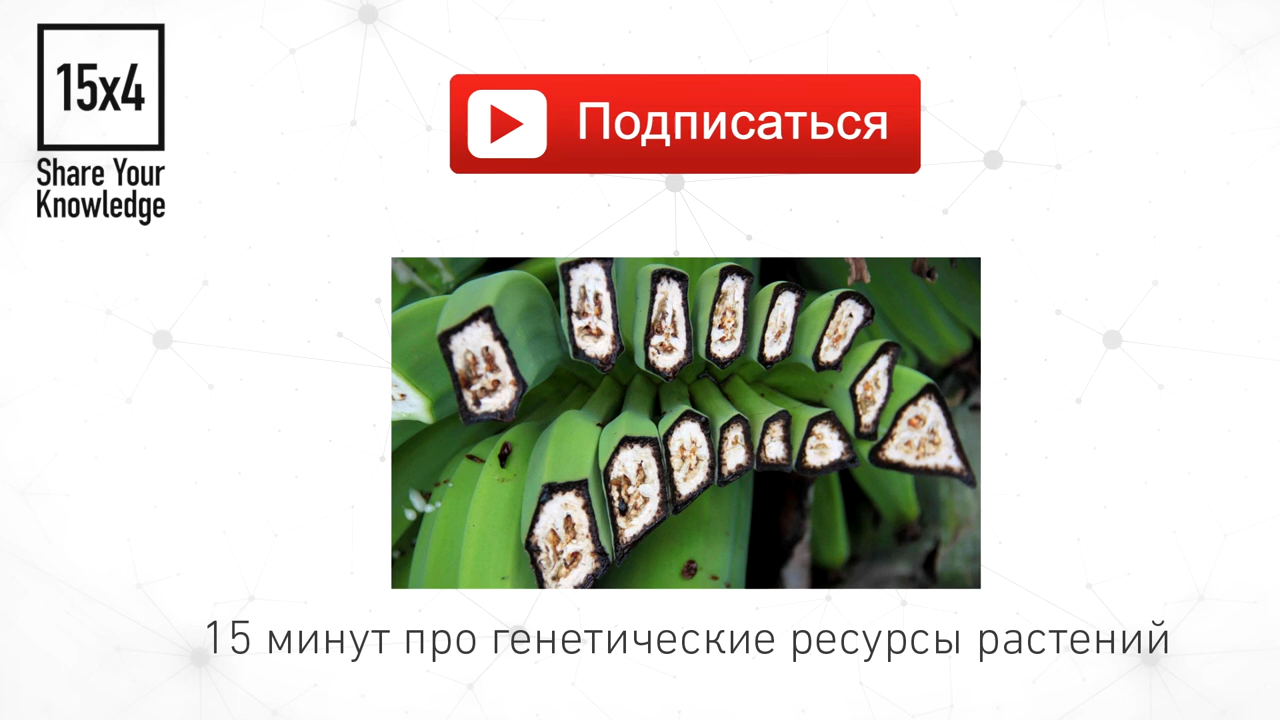 15x4
Share Your
Knowledge
Подписаться
15 минут про генетические ресурсы растений